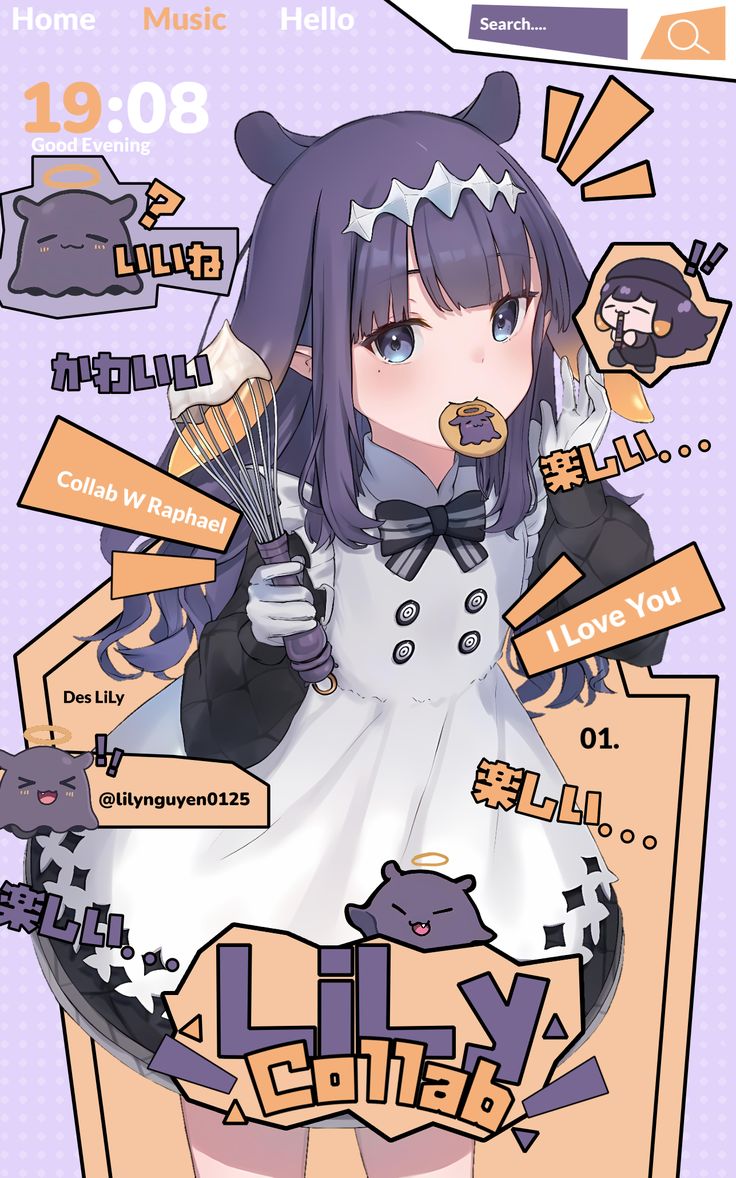 Home Music Hello
Search....
19:08
Good Evening
?
いいね
!!
かわいい
楽しい...
Collab W Raphael
I Love You
Des LiLy
01.
!!
@lilynguyen0125
楽しい...
楽しい...
LiLy
Collab